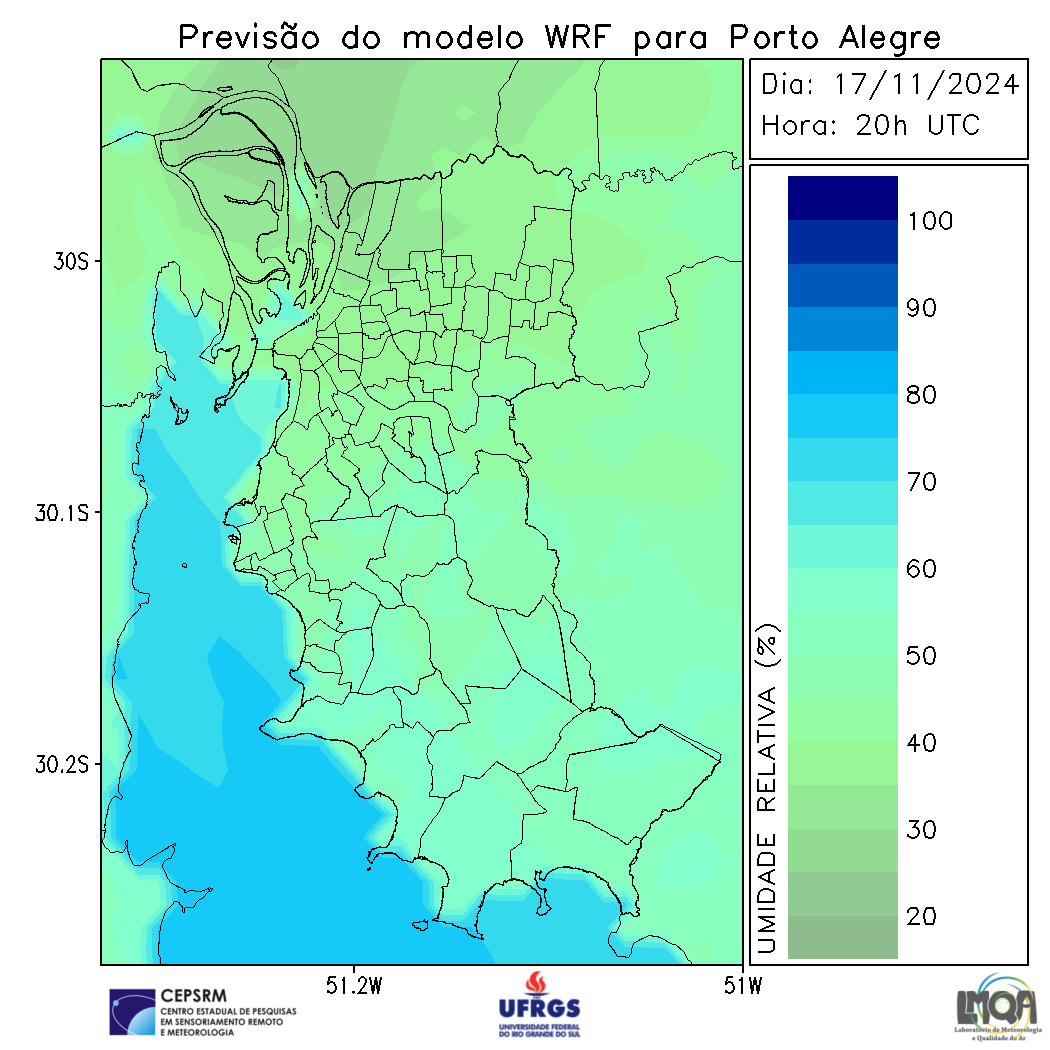 Previsão do modelo WRF para Porto Alegre
Dia: 17/11/2024
Hora: 20h UTC
30S
30.1S
30.2S
51.2W
51W
100
90
80
70
60
50
40
30
20
UMIDADE RELATIVA (%)
CEPSRM
CENTRO ESTADUAL DE PESQUISAS
EM SENSORIAMENTO REMOTO
E METEOROLOGIA
UFRGS
UNIVERSIDADE FEDERAL
DO RIO GRANDE DO SUL
LMQA
Laboratório de Meteorologia
e Qualidade do Ar